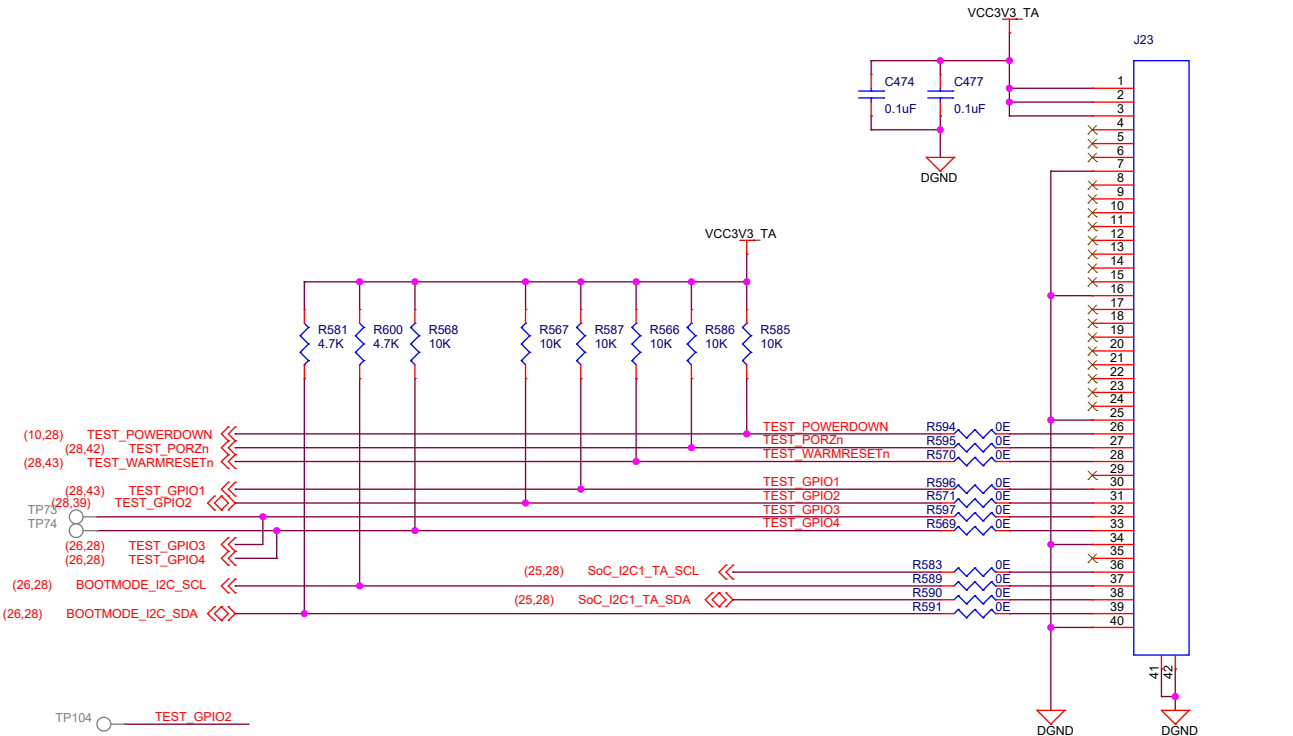 VCC3V3_TA
J23
C474
0.1uF
C477
0.1uF
DGND
1
2
3
4
5
6
7
8
9
10
11
12
13
14
15
16
17
18
19
20
21
22
23
24
25
26
27
28
29
30
31
32
33
34
35
36
37
38
39
40
41
42
VCC3V3_TA
R581
4.7K
R600
4.7K
R568
10K
R567
10K
R587
10K
R566
10K
R586
10K
R585
10K
(10,28) TEST_POWERDOWN
(28,42) TEST_PORZn
(28,43) TEST_WARMRESETn
(28,43) TEST_GPIO1
(28,39) TEST_GPIO2
TP73
TP74
(26,28) TEST_GPIO3
(26,28) TEST_GPIO4
(26,28) BOOTMODE_I2C_SCL
(26,28) BOOTMODE_I2C_SDA
TEST_POWERDOWN R594 0E
TEST_PORZn R595 0E
TEST_WARMRESETn R570 0E
TEST_GPIO1 R596 0E
TEST_GPIO2 R571 0E
TEST_GPIO3 R597 0E
TEST_GPIO4 R569 0E
(25,28) SoC_I2C1_TA_SCL R583 0E
R589 0E
(25,28) SoC_I2C1_TA_SDA R590 0E
R591 0E
TP104 TEST_GPIO2
DGND
DGND